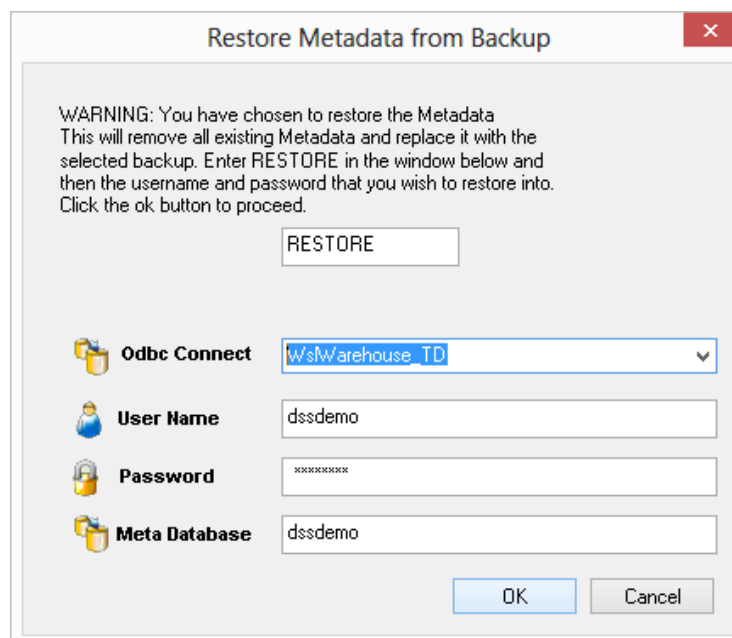 Restore Metadata from Backup
WARNING: You have chosen to restore the Metadata
This will remove all existing Metadata and replace it with the
selected backup. Enter RESTORE in the window below and
then the username and password that you wish to restore into.
Click the ok button to proceed.
RESTORE
Odbc Connect WslWarehouse_TD
User Name dssdemo
Password ********
Meta Database dssdemo
OK Cancel